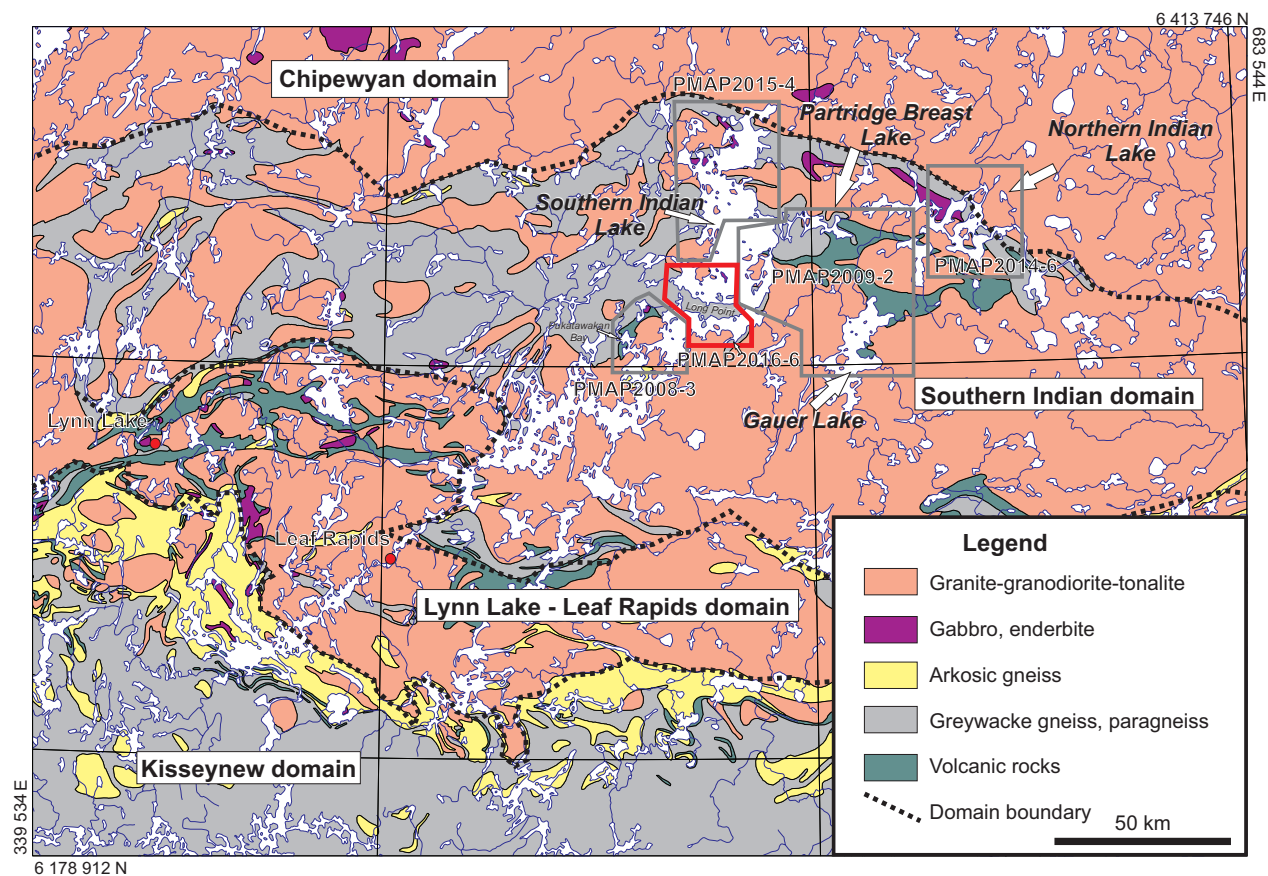 6 413 746 N
683 544 E
Chipewyan domain
PMAP2015-4
Partridge Breast
Lake
Northern Indian
Lake
Southern Indian
Lake
PMAP2014-6
PMAP2009-2
Long Point
Pukatawakan
Bay
PMAP2016-6
PMAP2008-3
Southern Indian domain
Gauer Lake
Lynn Lake
Leaf Rapids
Lynn Lake - Leaf Rapids domain
Kisseynew domain
Legend
Granite-granodiorite-tonalite
Gabbro, enderbite
Arkosic gneiss
Greywacke gneiss, paragneiss
Volcanic rocks
Domain boundary
50 km
339 534 E
6 178 912 N